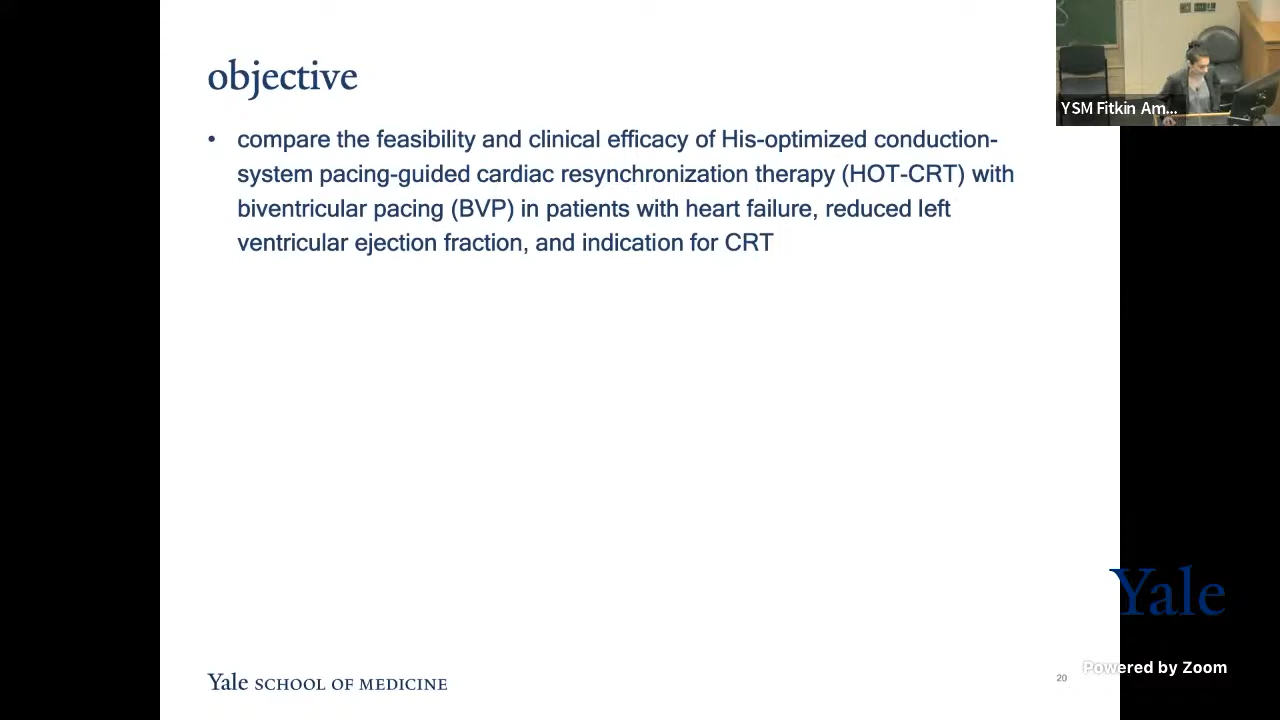 objective
• compare the feasibility and clinical efficacy of His-optimized conduction-
system pacing-guided cardiac resynchronization therapy (HOT-CRT) with
biventricular pacing (BVP) in patients with heart failure, reduced left
ventricular ejection fraction, and indication for CRT
YSM Fitkin Am...
Yale
Yale SCHOOL OF MEDICINE
20
Powered by Zoom